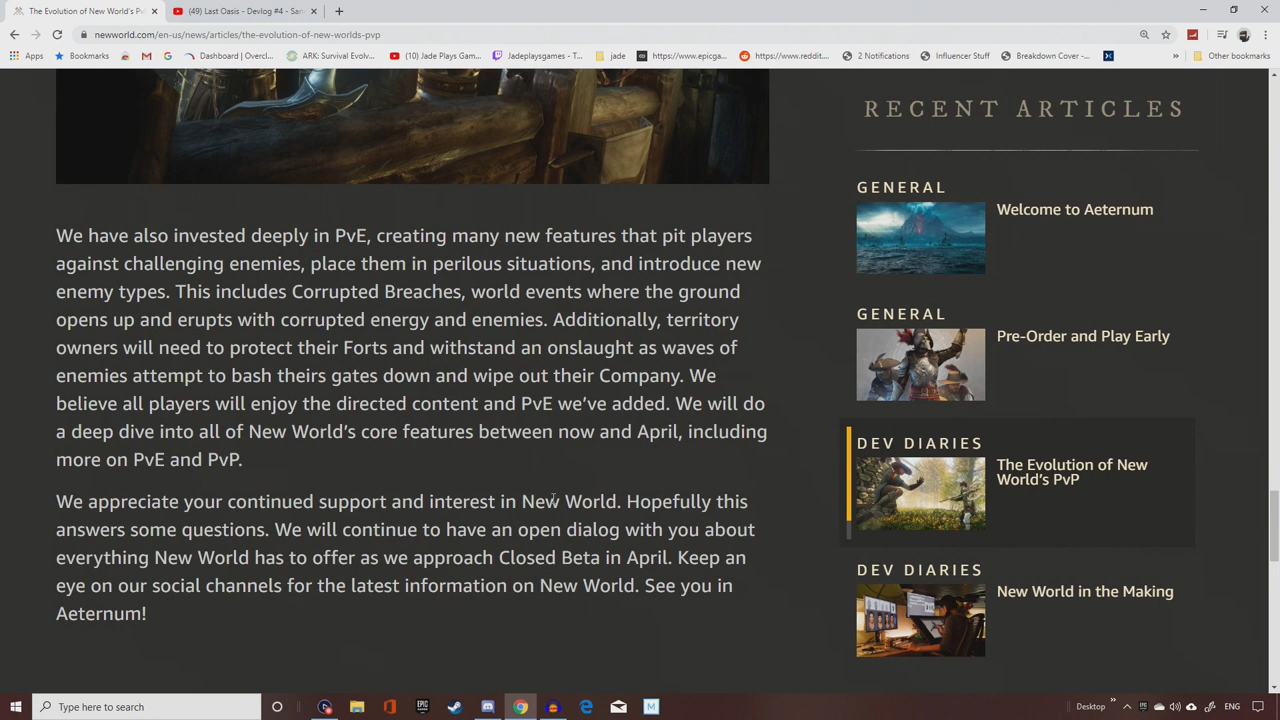 The Evolution of New World's Pv
(49) Last Oasis - Devlog #4 - San
newworld.com/en-us/news/articles/the-evolution-of-new-worlds-pvp
Apps
Bookmarks
Dashboard | Overcl...
ARK: Survival Evolv...
(10) Jade Plays Gam...
Jadeplaysgames - T...
jade
https://www.epicga...
https://www.reddit....
2 Notifications
Influencer Stuff
Breakdown Cover -...
»
Other bookmarks
We have also invested deeply in PvE, creating many new features that pit players
against challenging enemies, place them in perilous situations, and introduce new
enemy types. This includes Corrupted Breaches, world events where the ground
opens up and erupts with corrupted energy and enemies. Additionally, territory
owners will need to protect their Forts and withstand an onslaught as waves of
enemies attempt to bash theirs gates down and wipe out their Company. We
believe all players will enjoy the directed content and PvE we've added. We will do
a deep dive into all of New World's core features between now and April, including
more on PvE and PvP.
We appreciate your continued support and interest in New World. Hopefully this
answers some questions. We will continue to have an open dialog with you about
everything New World has to offer as we approach Closed Beta in April. Keep an
eye on our social channels for the latest information on New World. See you in
Aeternum!
RECENT ARTICLES
GENERAL
Welcome to Aeternum
GENERAL
Pre-Order and Play Early
DEV DIARIES
The Evolution of New
World's PvP
DEV DIARIES
New World in the Making
Type here to search
Desktop
»
ENG